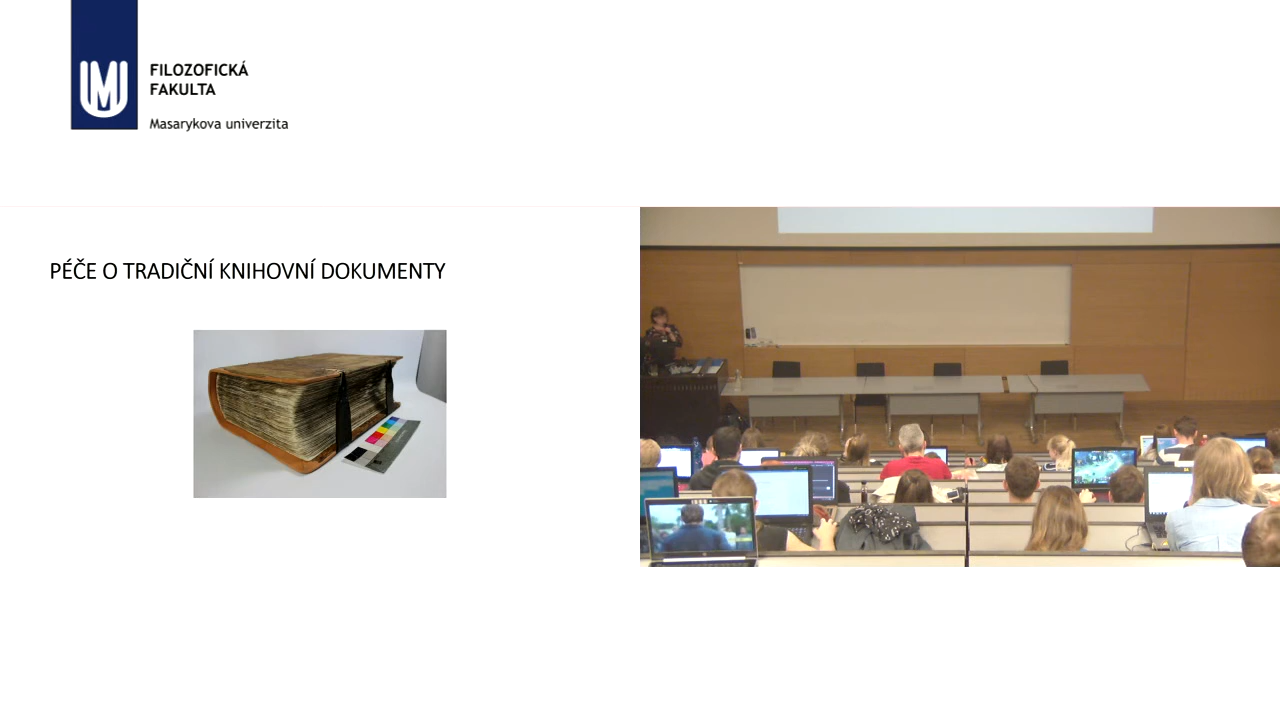 FILOZOFICKÁ
FAKULTA
Masarykova univerzita
PÉČE O TRADIČNÍ KNIHOVNÍ DOKUMENTY